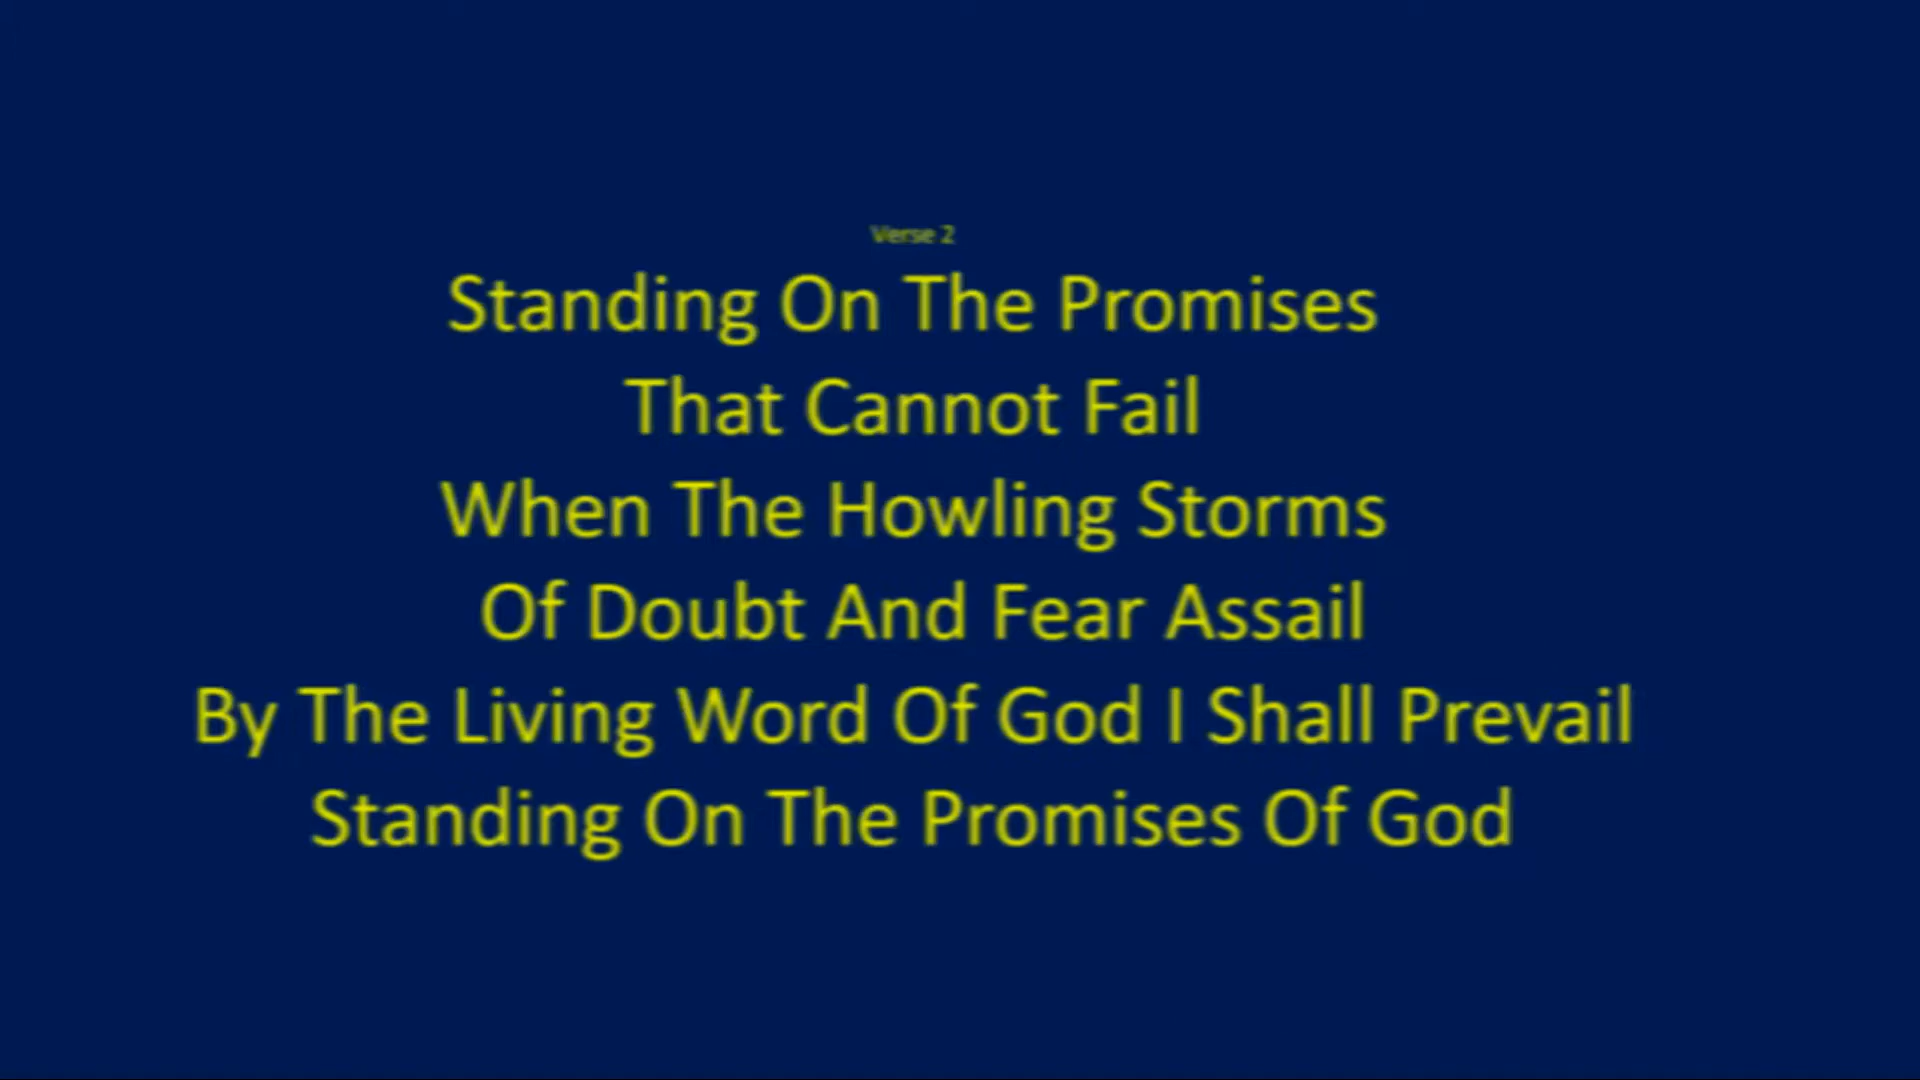 Verse 2
Standing On The Promises
That Cannot Fail
When The Howling Storms
Of Doubt And Fear Assail
By The Living Word Of God I Shall Prevail
Standing On The Promises Of God